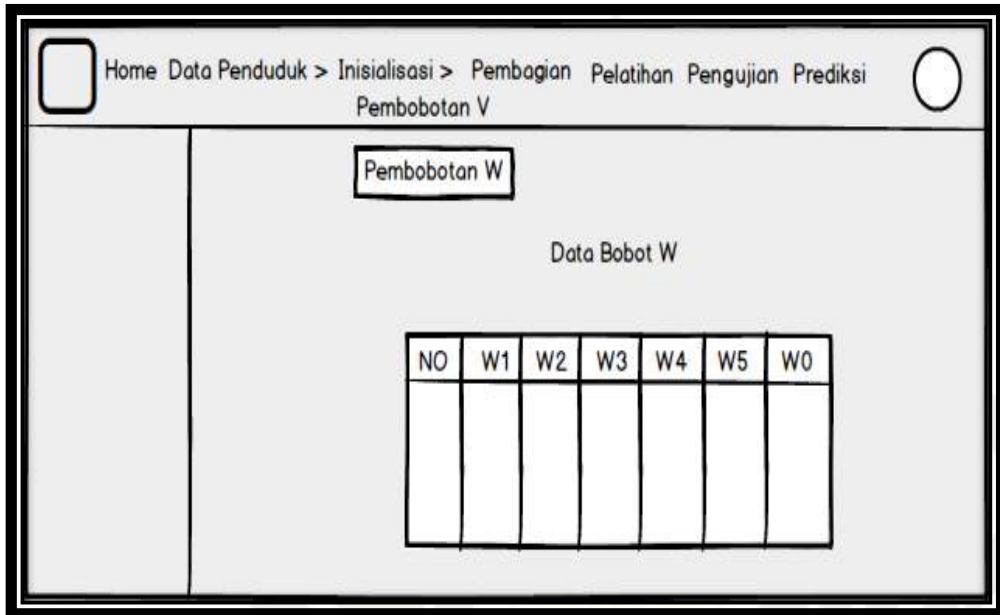 Home Data Penduduk > Inisialisasi > Pembagian Pelatihan Pengujian Prediksi
Pembobotan V
Pembobotan W
Data Bobot W
NO W1 W2 W3 W4 W5 W0